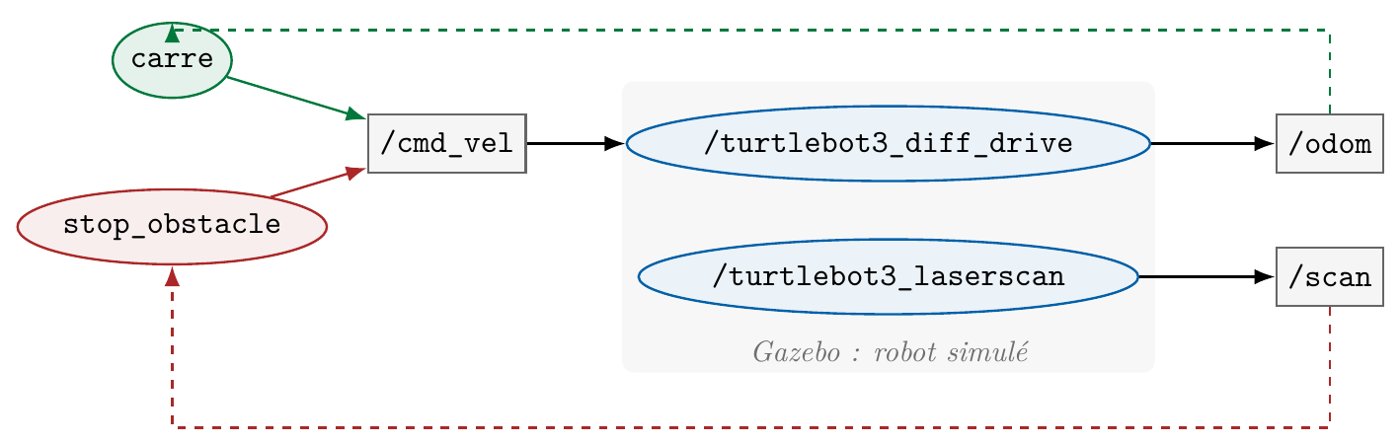 carre
/cmd_vel
/turtlebot3_diff_drive
/odom
stop_obstacle
/turtlebot3_laserscan
/scan
Gazebo : robot simulé